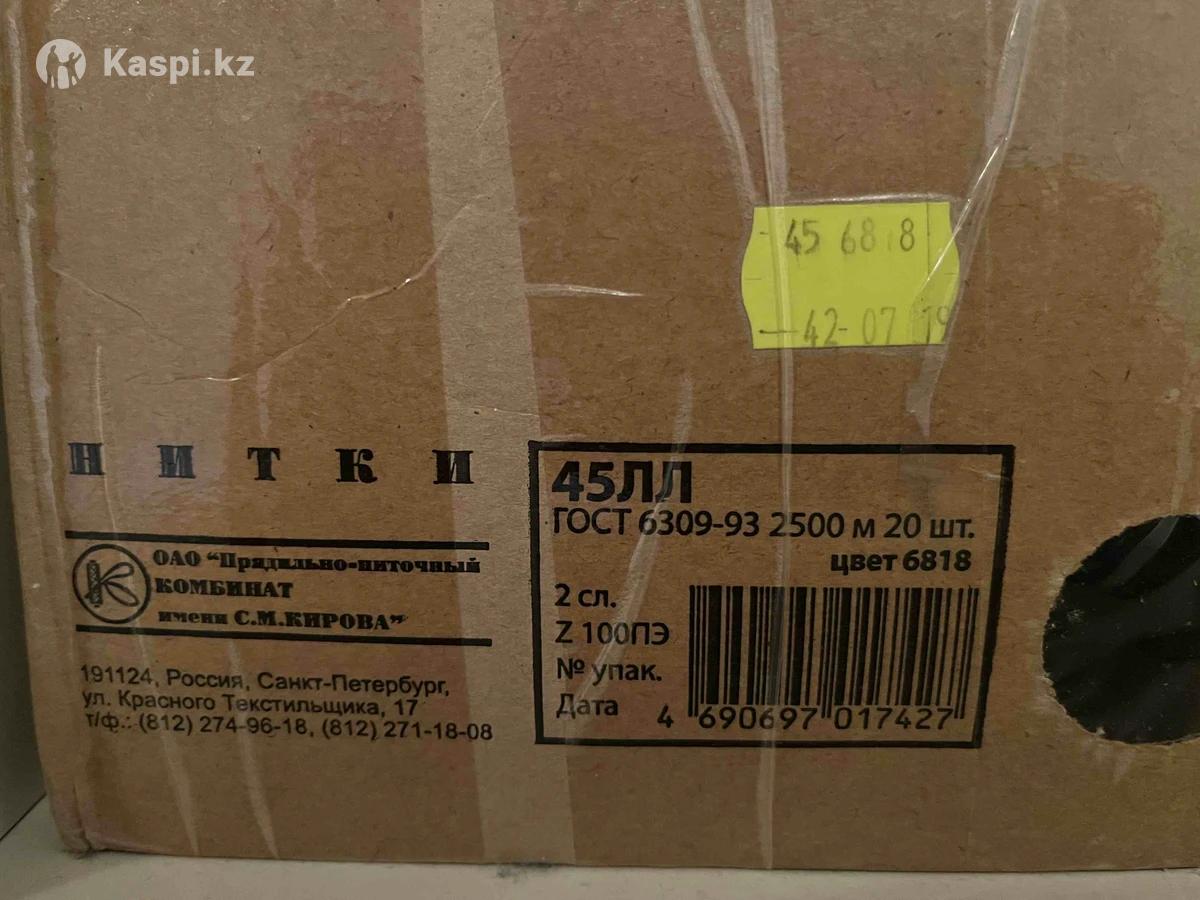 Kaspi.kz
45 6818
42-07 19
НИТКИ
ОАО “Прядильно-ниточный
КОМБИНАТ
имени С.М.КИРОВА”
191124, Россия, Санкт-Петербург,
ул. Красного Текстильщика, 17
т/ф.: (812) 274-96-18, (812) 271-18-08
45ЛЛ
ГОСТ 6309-93 2500 м 20 шт.
цвет 6818
2 сл.
Z 100ПЭ
№ упак.
Дата
4 690697 017427